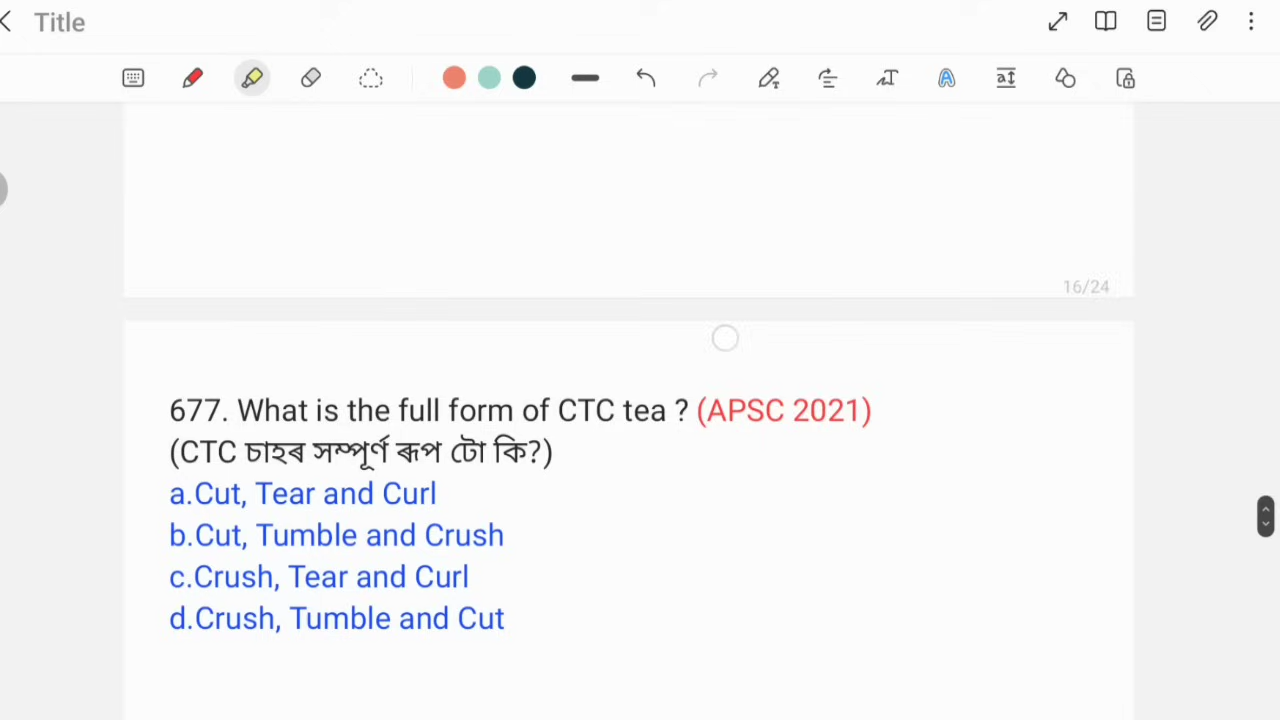 Title
16/24
677. What is the full form of CTC tea ? (APSC 2021)
(CTC চাহৰ সম্পূৰ্ণ ৰূপ টো কি?)
a.Cut, Tear and Curl
b.Cut, Tumble and Crush
c.Crush, Tear and Curl
d.Crush, Tumble and Cut